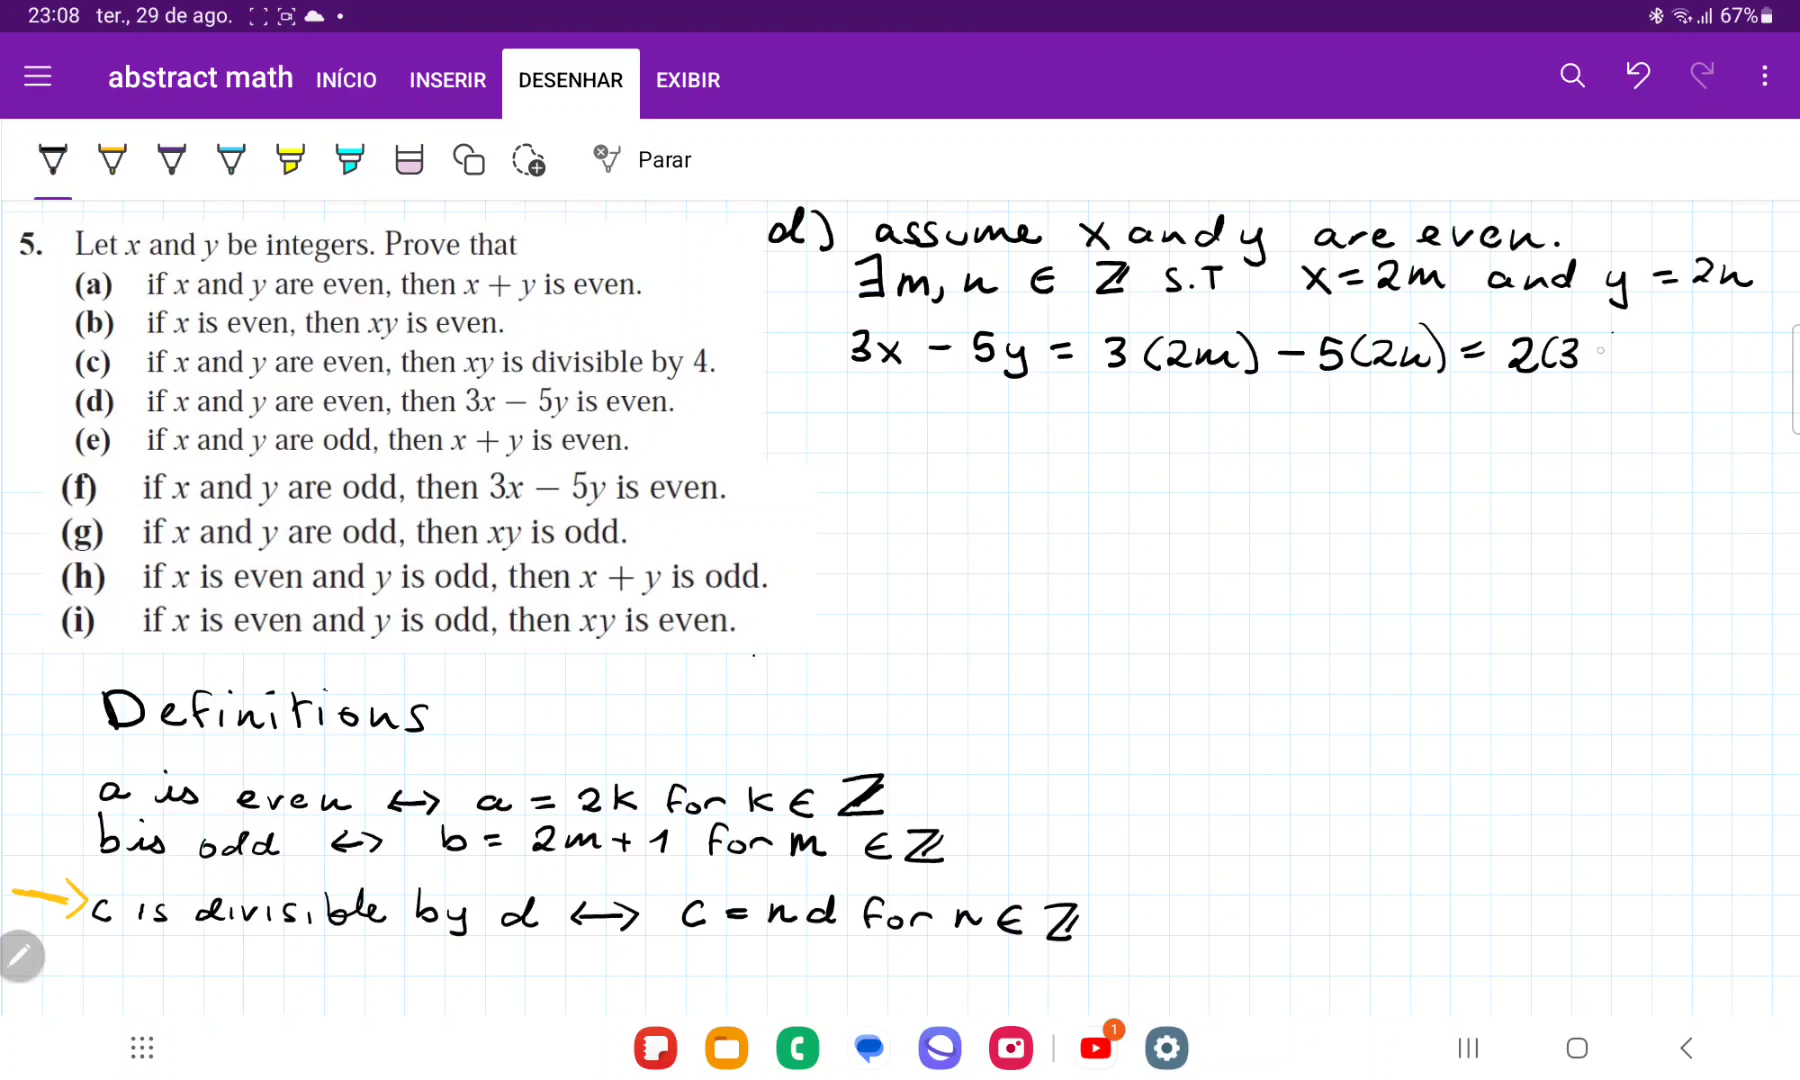 23:08 ter., 29 de ago. 67%
abstract math INÍCIO INSERIR DESENHAR EXIBIR
Parar
5. Let x and y be integers. Prove that
(a) if x and y are even, then x + y is even.
(b) if x is even, then xy is even.
(c) if x and y are even, then xy is divisible by 4.
(d) if x and y are even, then 3x − 5y is even.
(e) if x and y are odd, then x + y is even.
(f) if x and y are odd, then 3x − 5y is even.
(g) if x and y are odd, then xy is odd.
(h) if x is even and y is odd, then x + y is odd.
(i) if x is even and y is odd, then xy is even.
d) assume x and y are even.
∃m, n ∈ ℤ S.T x = 2m and y = 2n
3x − 5y = 3(2m) − 5(2n) = 2(3
Definitions
a is even ↔ a = 2k for k ∈ ℤ
b is odd ↔ b = 2m + 1 for m ∈ ℤ
→ c is divisible by d ↔ c = nd for n ∈ ℤ
1